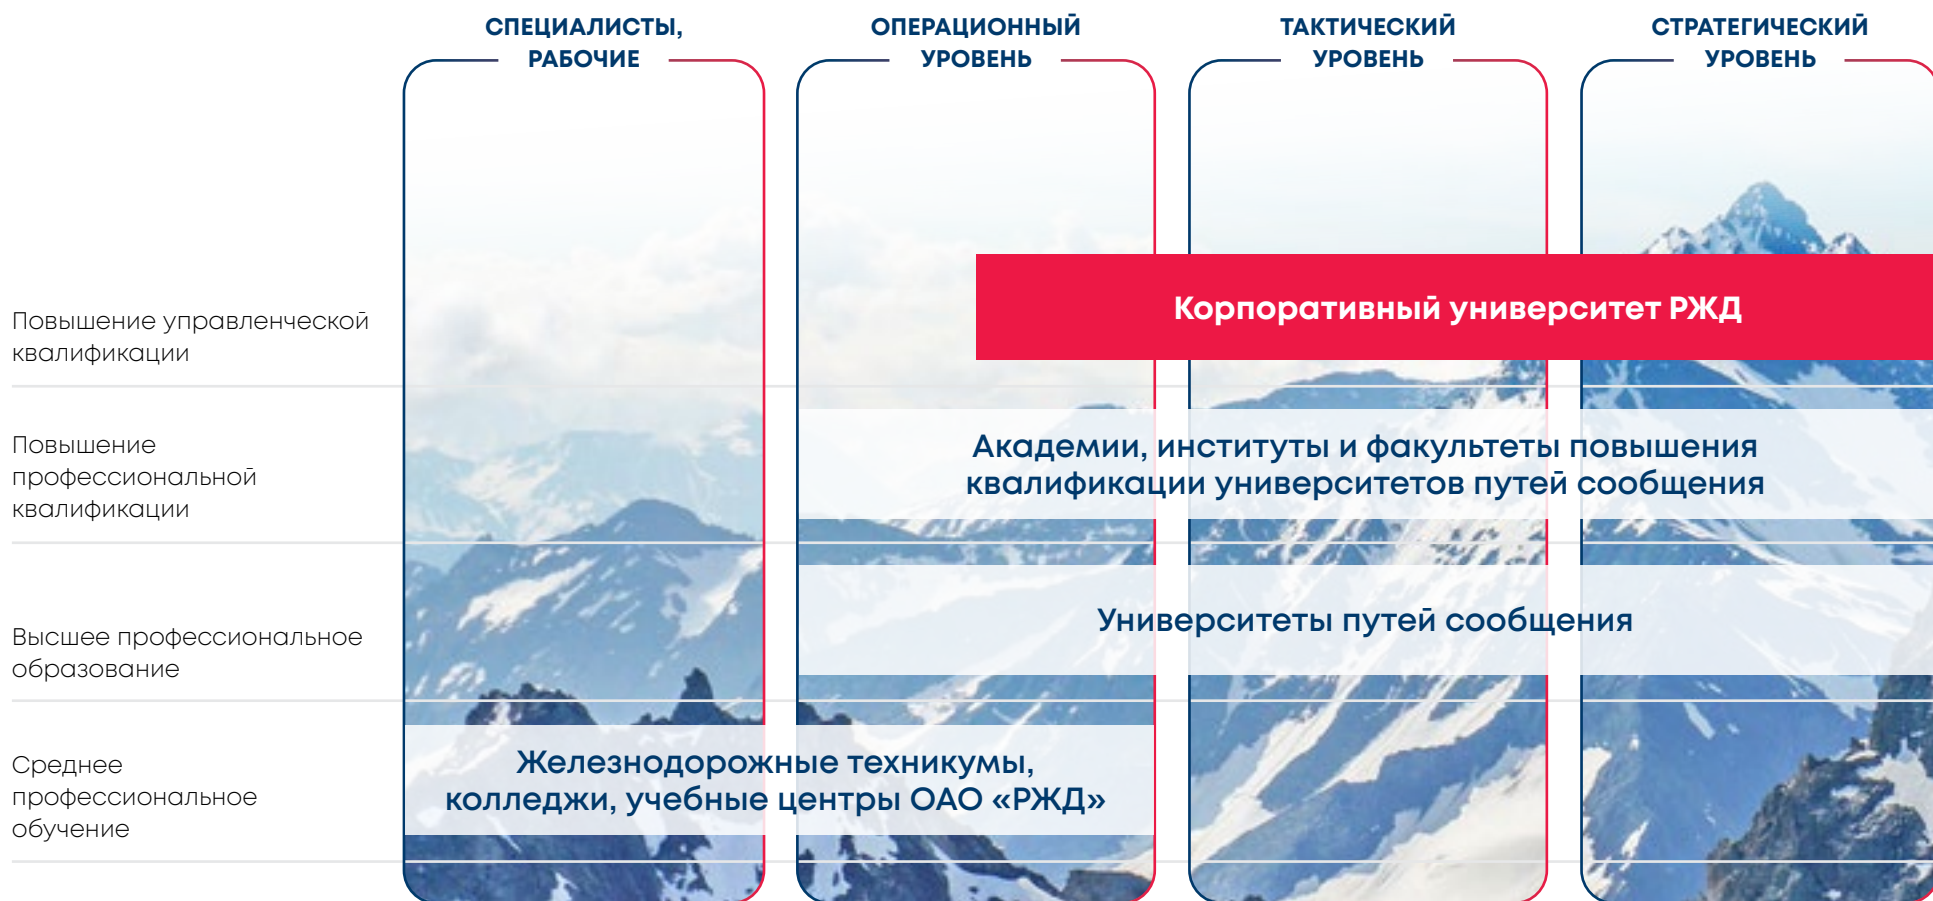 СПЕЦИАЛИСТЫ,
РАБОЧИЕ
ОПЕРАЦИОННЫЙ
УРОВЕНЬ
ТАКТИЧЕСКИЙ
УРОВЕНЬ
СТРАТЕГИЧЕСКИЙ
УРОВЕНЬ
Повышение управленческой
квалификации
Корпоративный университет РЖД
Повышение
профессиональной
квалификации
Академии, институты и факультеты повышения
квалификации университетов путей сообщения
Высшее профессиональное
образование
Университеты путей сообщения
Среднее
профессиональное
обучение
Железнодорожные техникумы,
колледжи, учебные центры ОАО «РЖД»